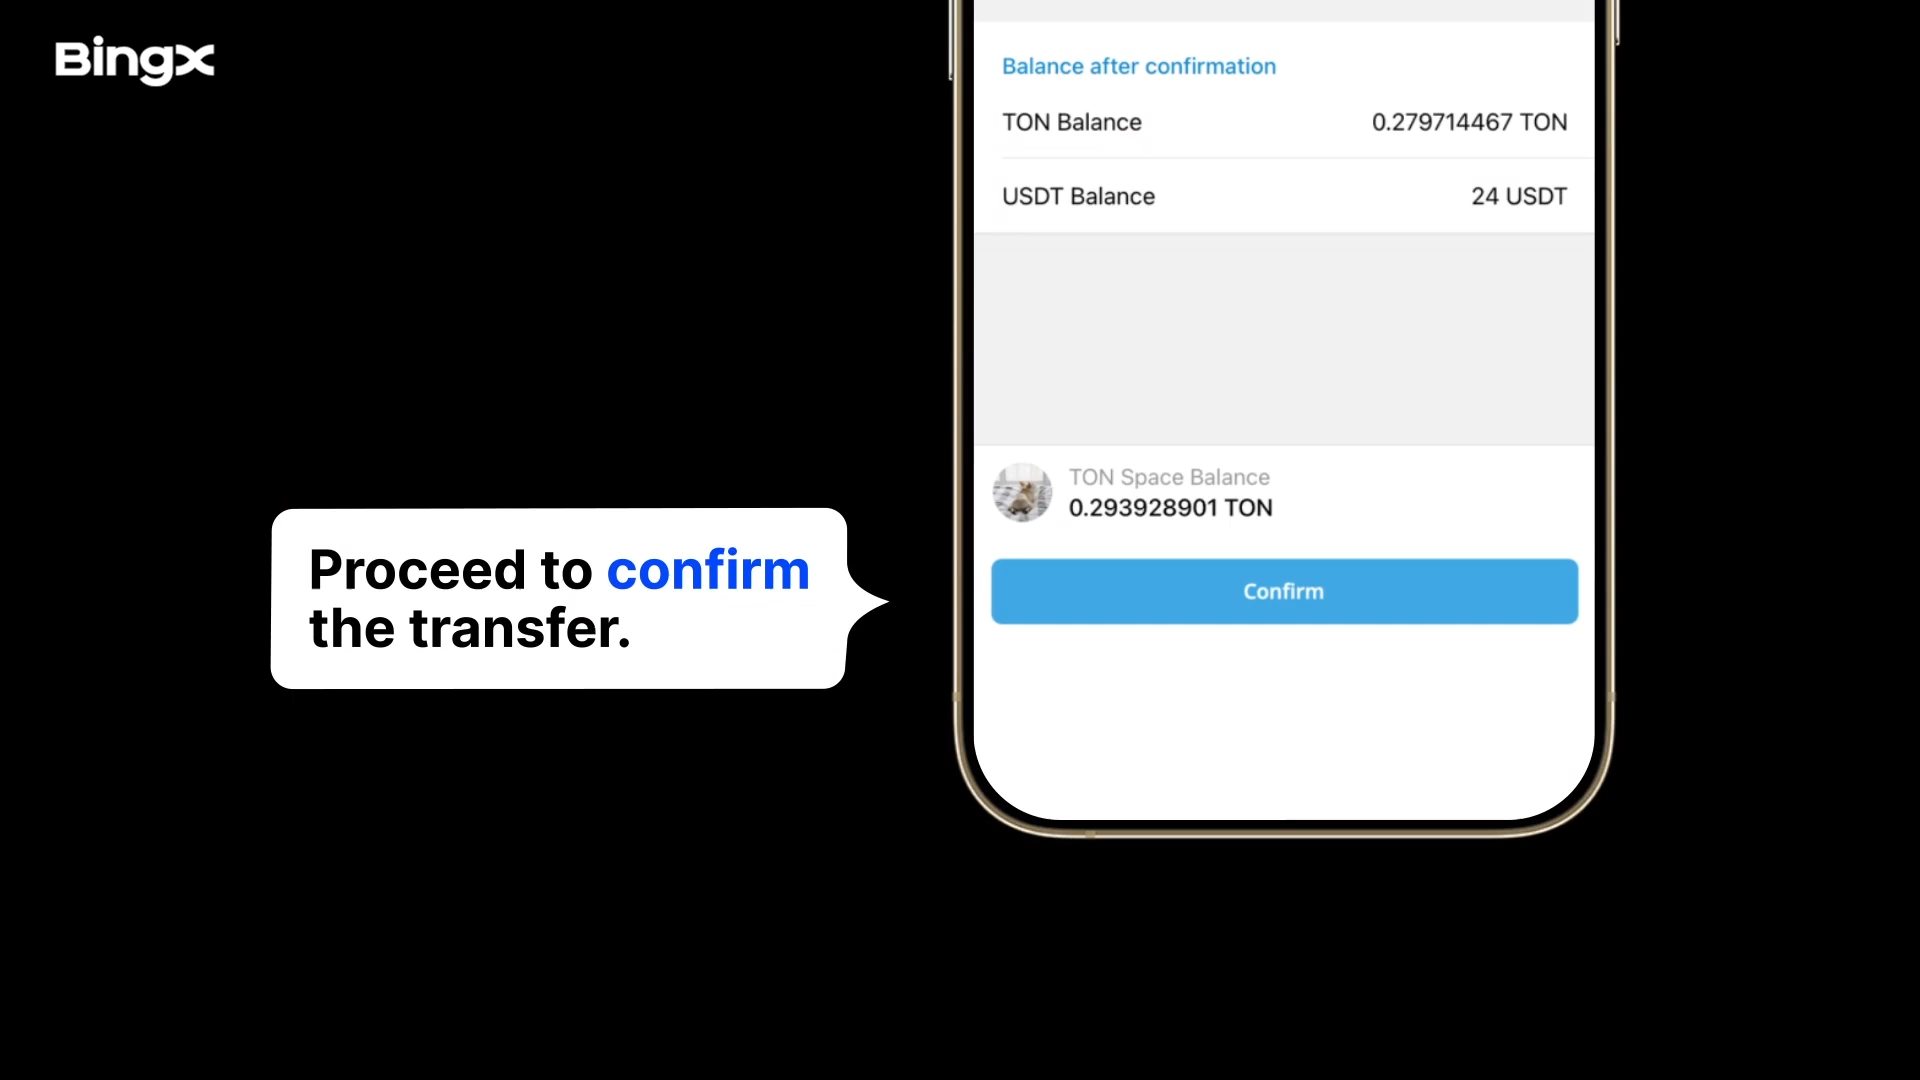 BingX
Balance after confirmation
TON Balance 0.279714467 TON
USDT Balance 24 USDT
TON Space Balance
0.293928901 TON
Confirm
Proceed to confirm
the transfer.